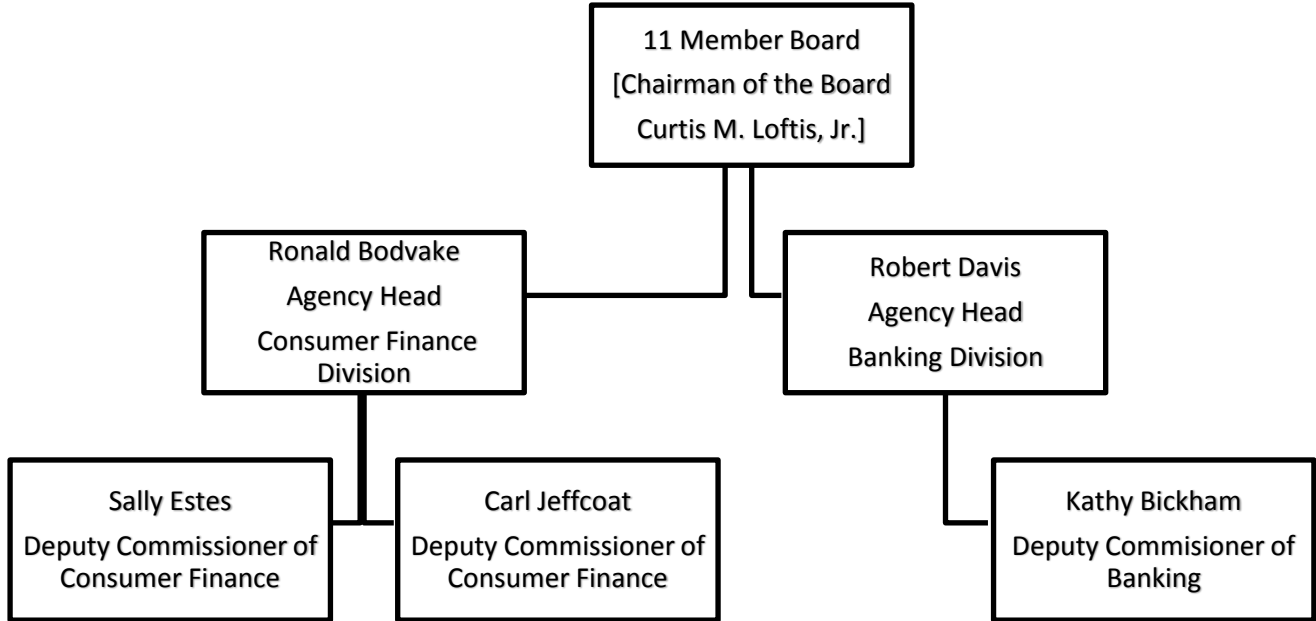 11 Member Board
[Chairman of the Board
Curtis M. Loftis, Jr.]
Ronald Bodvake
Agency Head
Consumer Finance
Division
Robert Davis
Agency Head
Banking Division
Sally Estes
Deputy Commissioner of
Consumer Finance
Carl Jeffcoat
Deputy Commissioner of
Consumer Finance
Kathy Bickham
Deputy Commisioner of
Banking